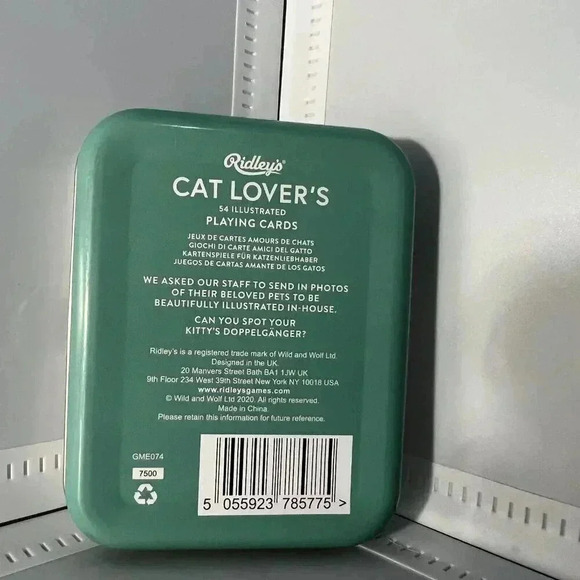 Ridley's®
CAT LOVER'S
54 ILLUSTRATED
PLAYING CARDS
JEUX DE CARTES AMOURS DE CHATS
GIOCHI DI CARTE AMICI DEL GATTO
KARTENSPIELE FÜR KATZENLIEBHABER
JUEGOS DE CARTAS AMANTE DE LOS GATOS
WE ASKED OUR STAFF TO SEND IN PHOTOS
OF THEIR BELOVED PETS TO BE
BEAUTIFULLY ILLUSTRATED IN-HOUSE.
CAN YOU SPOT YOUR
KITTY'S DOPPELGÄNGER?
Ridley's is a registered trade mark of Wild and Wolf Ltd.
Designed in the UK.
20 Manvers Street Bath BA1 1JW UK
9th Floor 234 West 39th Street New York NY 10018 USA
www.ridleysgames.com
© Wild and Wolf Ltd 2020. All rights reserved.
Made in China.
Please retain this information for future reference.
GME074
7500
5 055923 785775 >